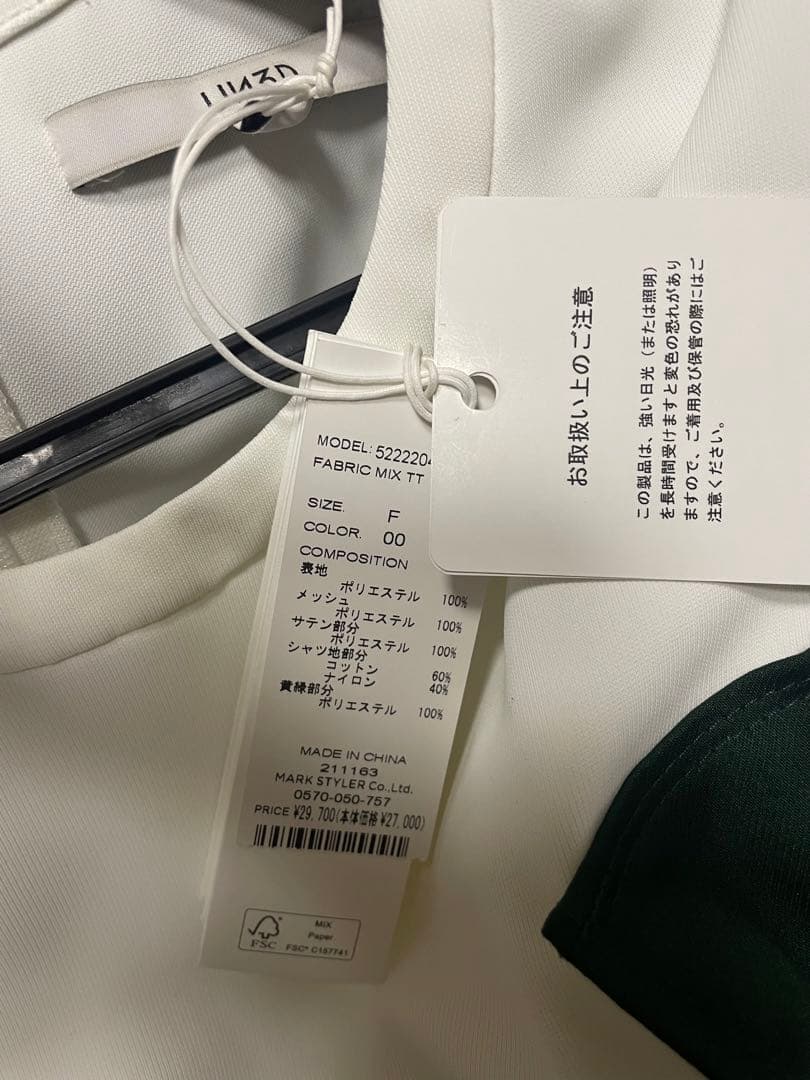 UN3D
MODEL: 522220
FABRIC MIX TT
SIZE. F
COLOR. 00
COMPOSITION
表地
ポリエステル 100%
メッシュ
ポリエステル 100%
サテン部分
ポリエステル 100%
シャツ地部分
コットン 60%
ナイロン 40%
黄緑部分
ポリエステル 100%
MADE IN CHINA
211163
MARK STYLER Co.,Ltd.
0570-050-757
PRICE ¥29,700(本体価格¥27,000)
FSC
MIX
Paper
FSC® C157741
お取扱い上のご注意
この製品は、強い日光(または照明)
を長時間受けますと変色の恐れがあり
ますので、ご着用及び保管の際にはご
注意ください。